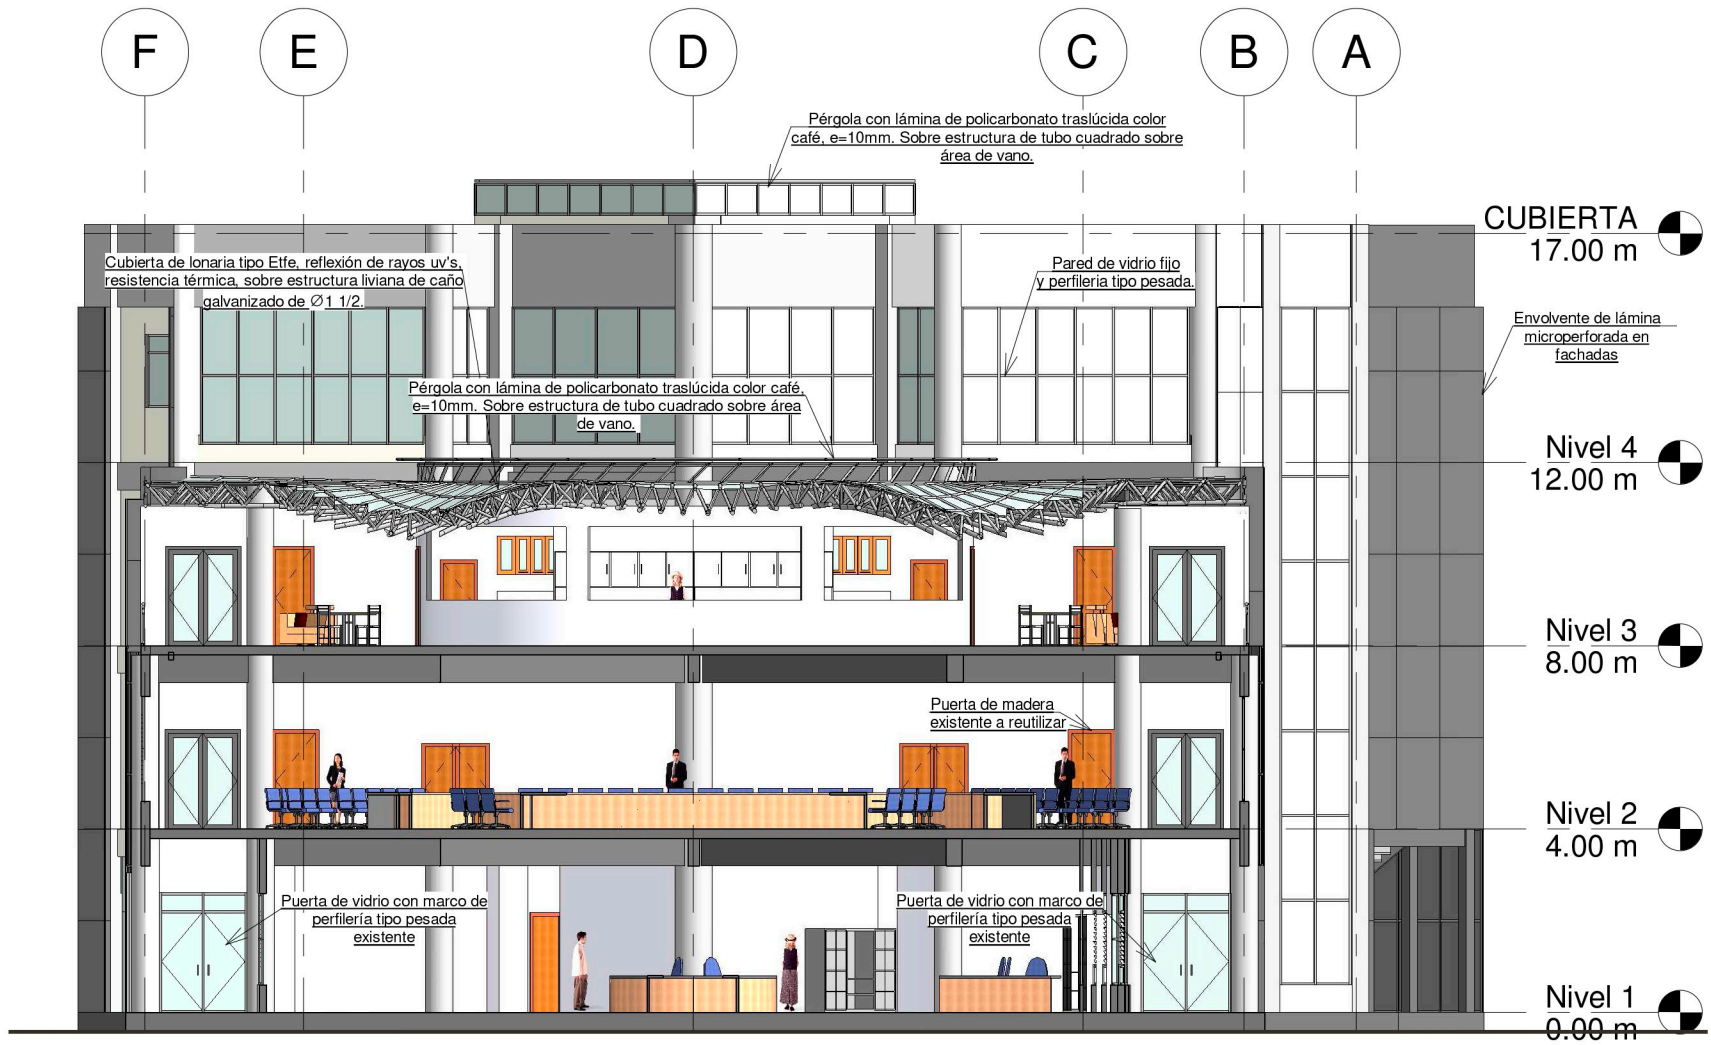 F E D C B A
Pérgola con lámina de policarbonato traslúcida color
café, e=10mm. Sobre estructura de tubo cuadrado sobre
área de vano.
CUBIERTA
17.00 m
Cubierta de lonaria tipo Etfe, reflexión de rayos uv's,
resistencia térmica, sobre estructura liviana de caño
galvanizado de Ø1 1/2.
Pared de vidrio fijo
y perfileria tipo pesada.
Envolvente de lámina
microperforada en
fachadas
Pérgola con lámina de policarbonato traslúcida color café,
e=10mm. Sobre estructura de tubo cuadrado sobre área
de vano.
Nivel 4
12.00 m
Nivel 3
8.00 m
Puerta de madera
existente a reutilizar
Nivel 2
4.00 m
Puerta de vidrio con marco de
perfilería tipo pesada
existente
Puerta de vidrio con marco de
perfilería tipo pesada
existente
Nivel 1
0.00 m